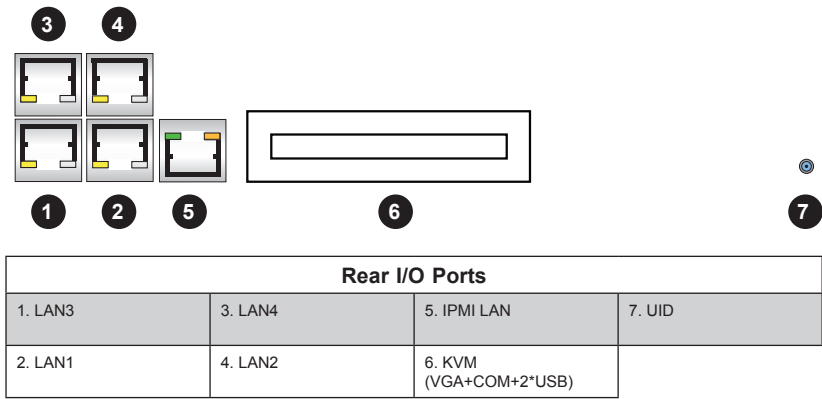 3 4
1 2 5 6 7
Rear I/O Ports
1. LAN3 3. LAN4 5. IPMI LAN 7. UID
2. LAN1 4. LAN2 6. KVM
(VGA+COM+2*USB)